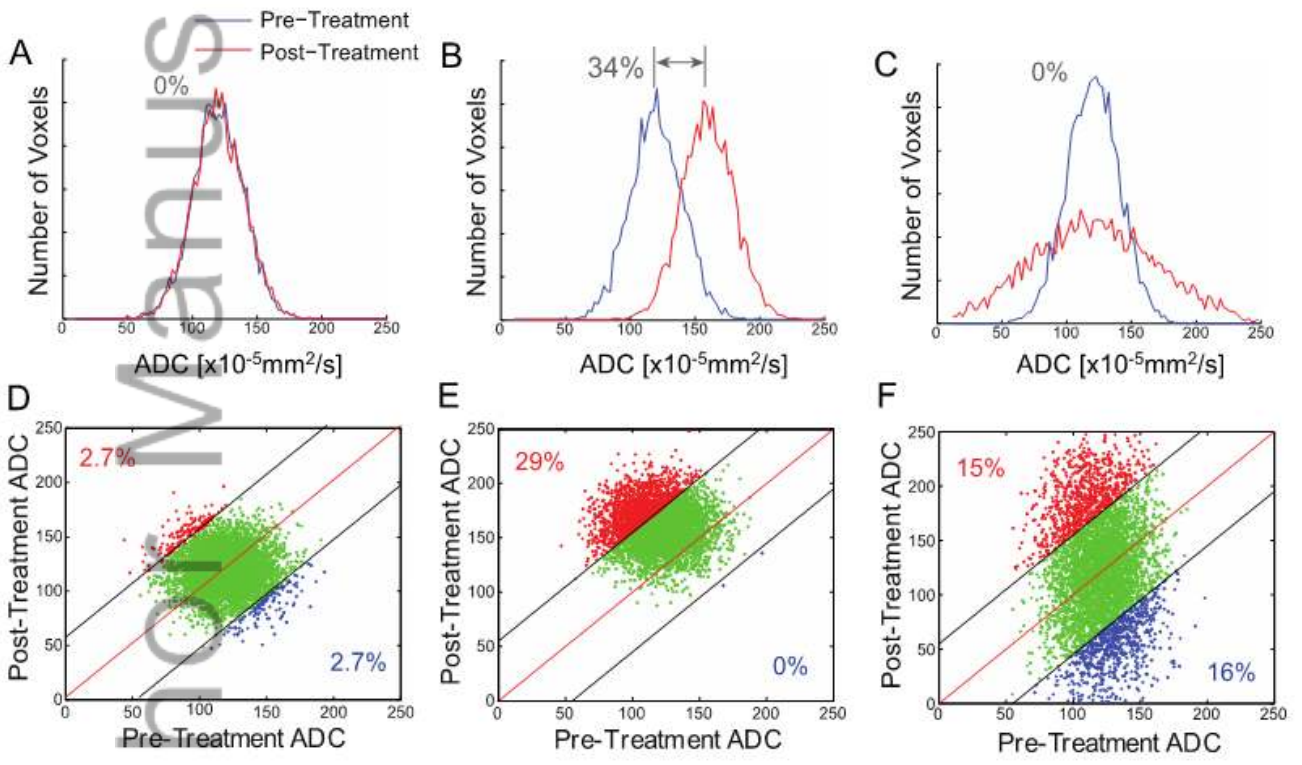 Pre-Treatment
Post-Treatment
A
0%
Number of Voxels
0 50 100 150 200 250
ADC [x10-5mm2/s]
B
34%
Number of Voxels
0 50 100 150 200 250
ADC [x10-5mm2/s]
C
0%
Number of Voxels
0 50 100 150 200 250
ADC [x10-5mm2/s]
D
250
200
150
100
50
0
2.7%
2.7%
Post-Treatment ADC
0 50 100 150 200 250
Pre-Treatment ADC
E
250
200
150
100
50
0
29%
0%
0 50 100 150 200 250
Pre-Treatment ADC
F
250
200
150
100
50
0
15%
16%
Post-Treatment ADC
0 50 100 150 200 250
Pre-Treatment ADC
hor Manus